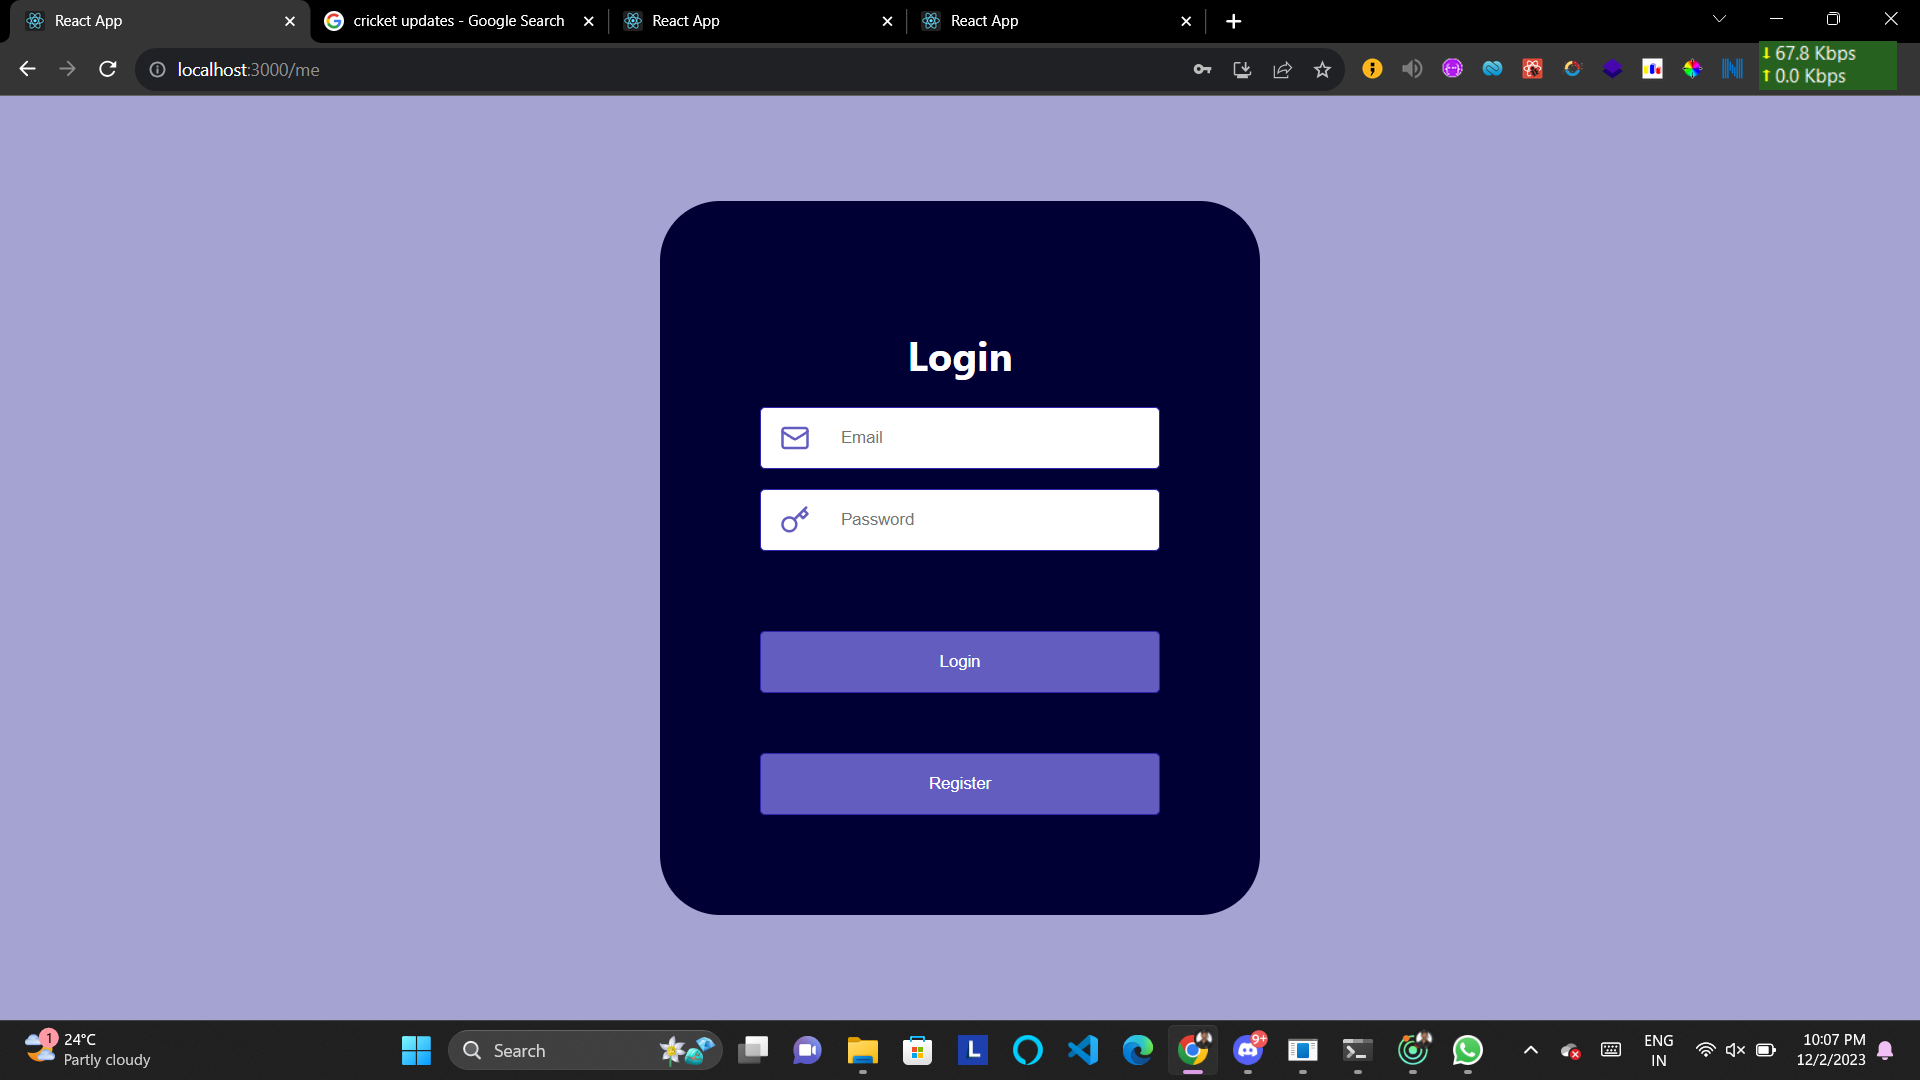 React App
cricket updates - Google Search
React App
React App
localhost:3000/me
67.8 Kbps
0.0 Kbps
Login
Email
Password
Login
Register
1
24°C
Partly cloudy
Search
L
9+
ENG
IN
10:07 PM
12/2/2023